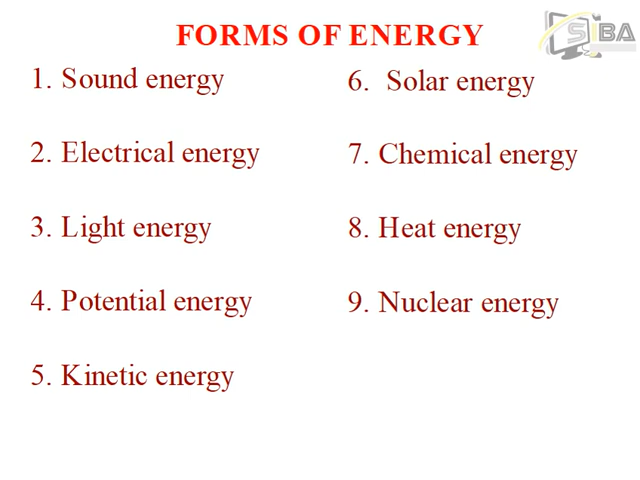 FORMS OF ENERGY
SiBA
1. Sound energy
2. Electrical energy
3. Light energy
4. Potential energy
5. Kinetic energy
6. Solar energy
7. Chemical energy
8. Heat energy
9. Nuclear energy